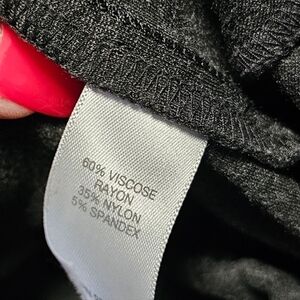 60% VISCOSE
RAYON
35% NYLON
5% SPANDEX